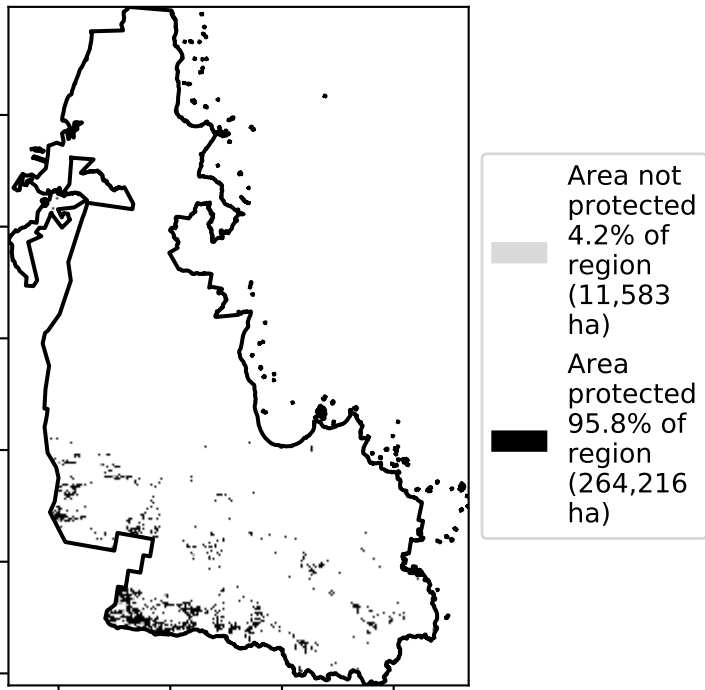 Area not
protected
4.2% of
region
(11,583
ha)
Area
protected
95.8% of
region
(264,216
ha)